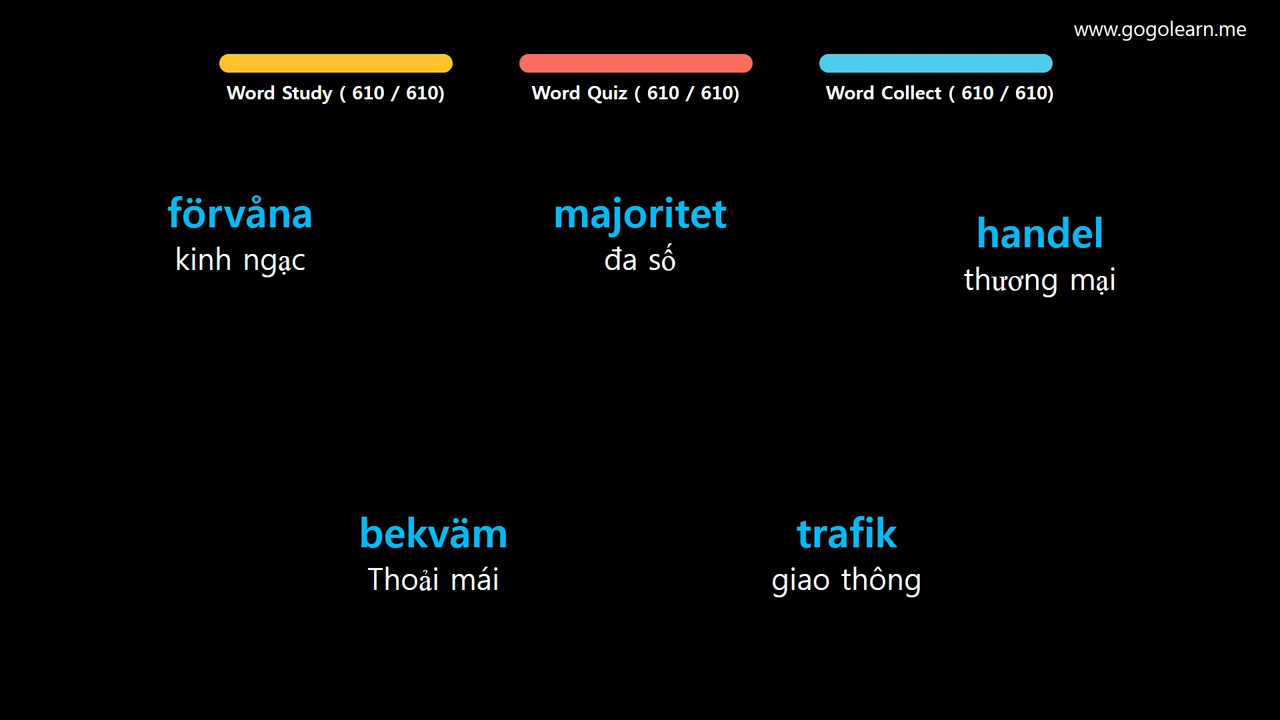 www.gogolearn.me
Word Study ( 610 / 610)
Word Quiz ( 610 / 610)
Word Collect ( 610 / 610)
förvåna
kinh ngạc
majoritet
đa số
handel
thương mại
bekväm
Thoải mái
trafik
giao thông